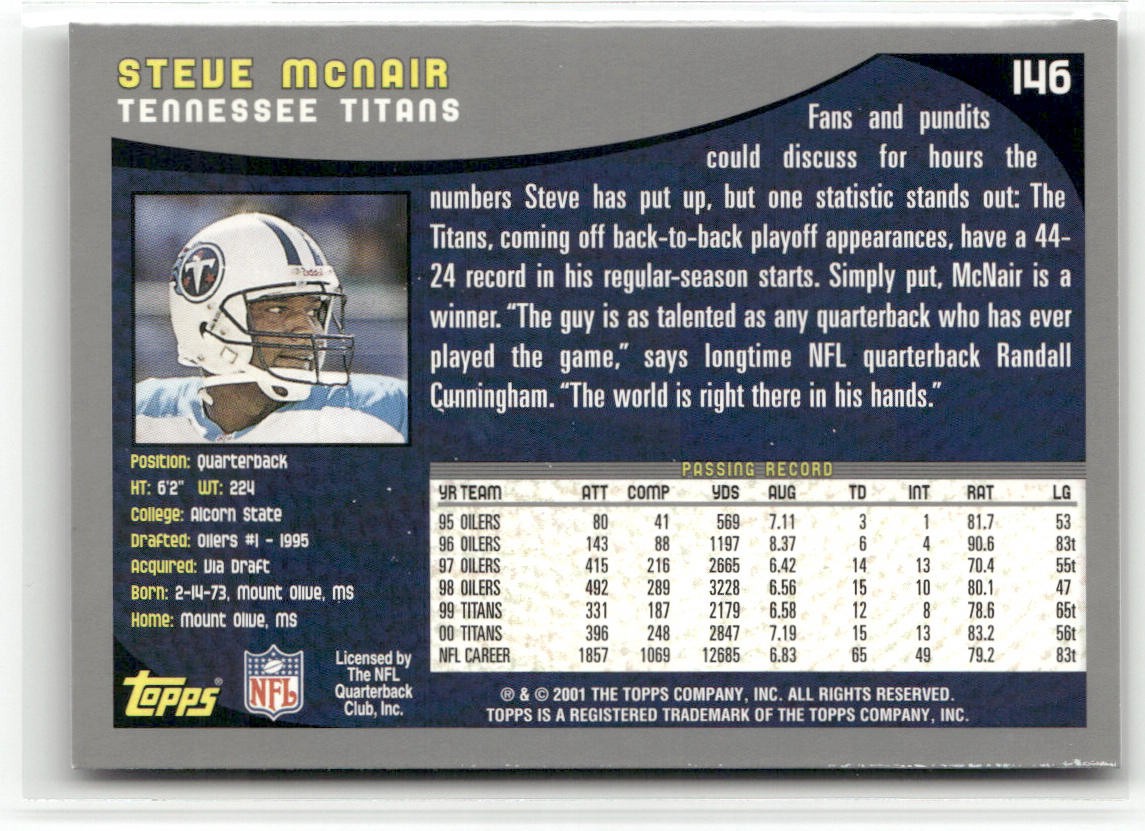 STEVE McNAIR
TENNESSEE TITANS
146
Fans and pundits
could discuss for hours the
numbers Steve has put up, but one statistic stands out: The
Titans, coming off back-to-back playoff appearances, have a 44-
24 record in his regular-season starts. Simply put, McNair is a
winner. “The guy is as talented as any quarterback who has ever
played the game,” says longtime NFL quarterback Randall
Cunningham. “The world is right there in his hands.”
Riddell
Position: Quarterback
HT: 6'2" WT: 224
College: Alcorn State
Drafted: Oilers #1 - 1995
Acquired: Via Draft
Born: 2-14-73, Mount Olive, MS
Home: Mount Olive, MS
PASSING RECORD
YR TEAM ATT COMP YDS AVG TD INT RAT LG
95 OILERS 80 41 569 7.11 3 1 81.7 53
96 OILERS 143 88 1197 8.37 6 4 90.6 83t
97 OILERS 415 216 2665 6.42 14 13 70.4 55t
98 OILERS 492 289 3228 6.56 15 10 80.1 47
99 TITANS 331 187 2179 6.58 12 8 78.6 65t
00 TITANS 396 248 2847 7.19 15 13 83.2 56t
NFL CAREER 1857 1069 12685 6.83 65 49 79.2 83t
Topps®
NFL
Licensed by
The NFL
Quarterback
Club, Inc.
® & © 2001 THE TOPPS COMPANY, INC. ALL RIGHTS RESERVED.
TOPPS IS A REGISTERED TRADEMARK OF THE TOPPS COMPANY, INC.